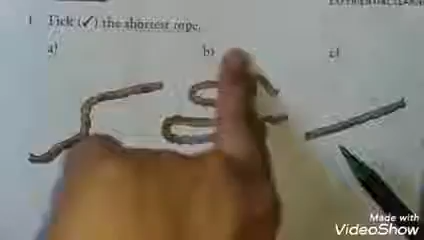 1 Tick (✓) the shortest rope.
a) b) c)
Made with
VideoShow